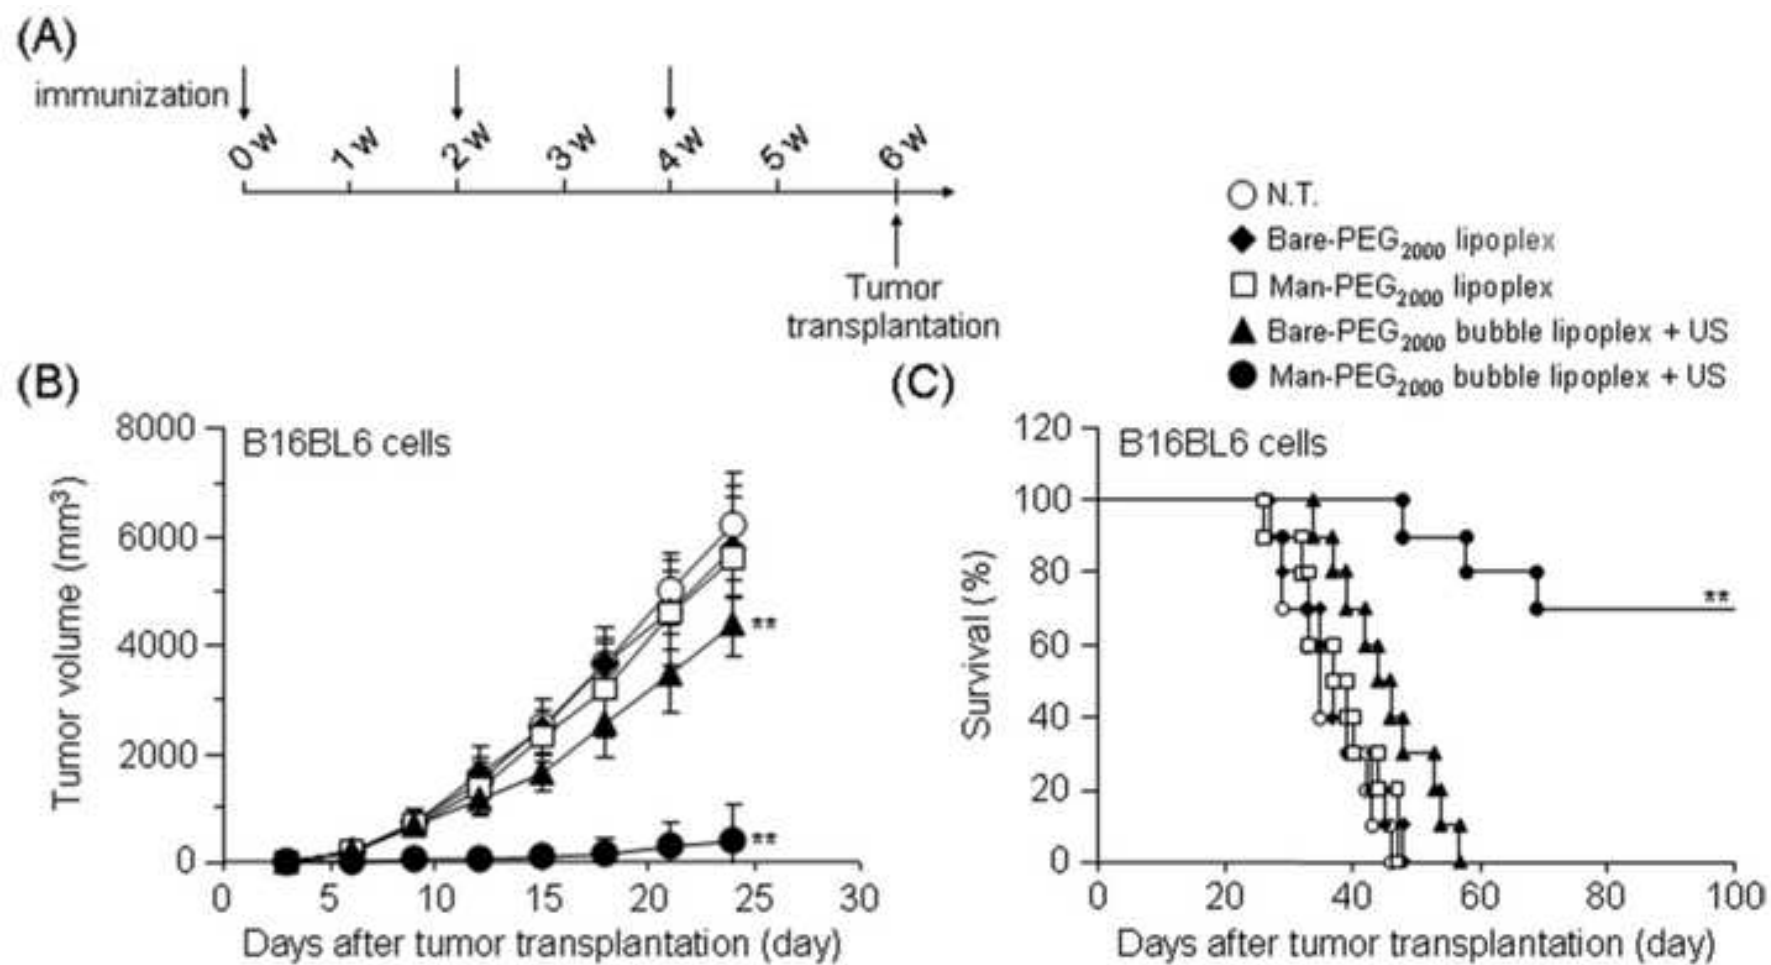 (A)
immunization
0 w 1 w 2 w 3 w 4 w 5 w 6 w
Tumor
transplantation
N.T.
Bare-PEG2000 lipoplex
Man-PEG2000 lipoplex
Bare-PEG2000 bubble lipoplex + US
Man-PEG2000 bubble lipoplex + US
(B)
B16BL6 cells
Tumor volume (mm³)
8000
6000
4000
2000
0
**
**
0 5 10 15 20 25 30
Days after tumor transplantation (day)
(C)
B16BL6 cells
Survival (%)
120
100
80
60
40
20
0
**
0 20 40 60 80 100
Days after tumor transplantation (day)